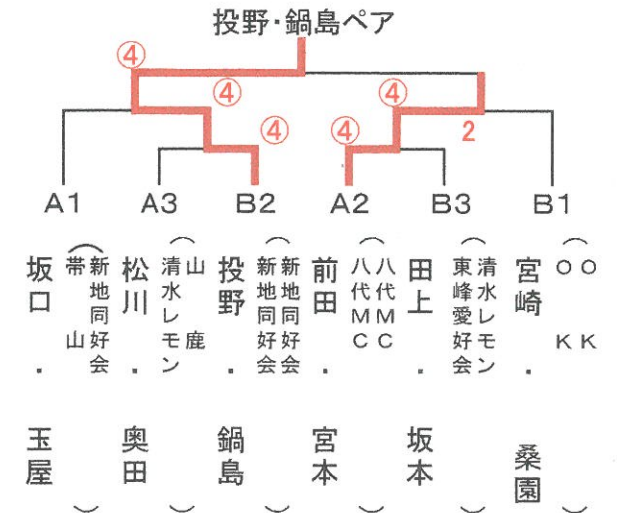 投野・鍋島ペア
④
④ ④
④ ④ 2
A1 A3 B2 A2 B3 B1
坂口・玉屋
（新地同好会
帯山）
松川・奥田
（山鹿
清水レモン）
投野・鍋島
（新地同好会
新地同好会）
前田・宮本
（八代MC
八代MC）
田上・坂本
（清水レモン
東峰愛好会）
宮崎・桑園
（OK
OK）